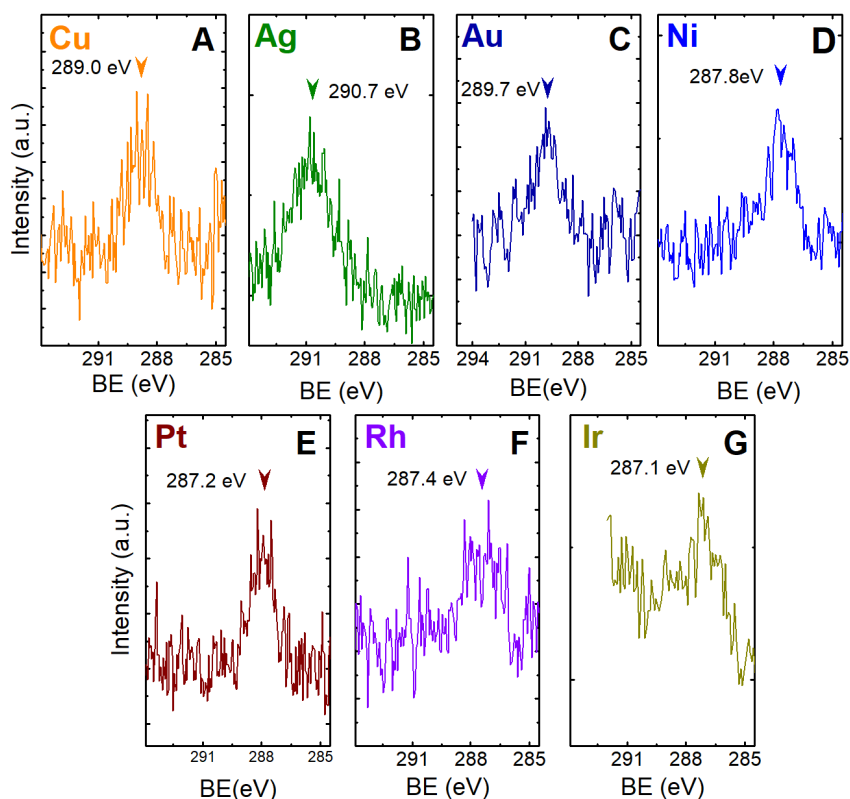 Cu A
289.0 eV
Intensity (a.u.)
291 288 285
BE (eV)
Ag B
290.7 eV
291 288 285
BE (eV)
Au C
289.7 eV
294 291 288 285
BE(eV)
Ni D
287.8eV
291 288 285
BE (eV)
Pt E
287.2 eV
Intensity (a.u.)
291 288 285
BE(eV)
Rh F
287.4 eV
291 288 285
BE (eV)
Ir G
287.1 eV
291 288 285
BE (eV)